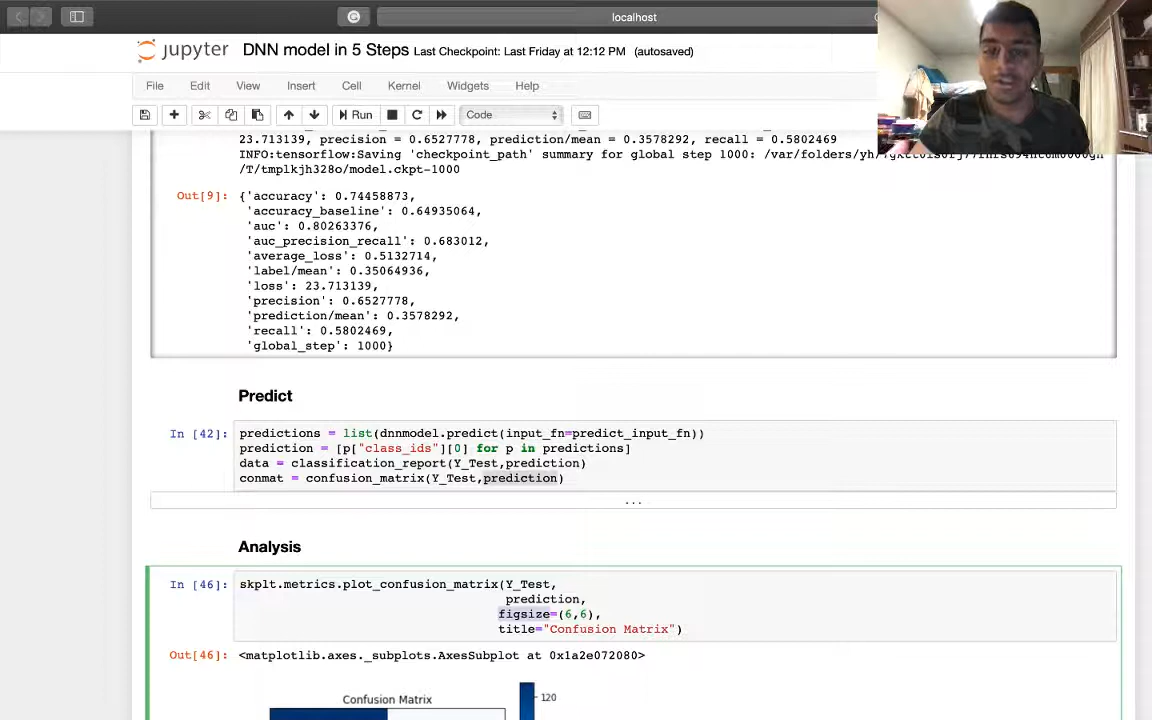 localhost
jupyter DNN model in 5 Steps Last Checkpoint: Last Friday at 12:12 PM (autosaved)
File Edit View Insert Cell Kernel Widgets Help
Run Code
23.713139, precision = 0.6527778, prediction/mean = 0.3578292, recall = 0.5802469
INFO:tensorflow:Saving 'checkpoint_path' summary for global step 1000:
/T/tmplkjh328o/model.ckpt-1000
Out[9]: {'accuracy': 0.74458873,
'accuracy_baseline': 0.64935064,
'auc': 0.80263376,
'auc_precision_recall': 0.683012,
'average_loss': 0.5132714,
'label/mean': 0.35064936,
'loss': 23.713139,
'precision': 0.6527778,
'prediction/mean': 0.3578292,
'recall': 0.5802469,
'global_step': 1000}
Predict
In [42]: predictions = list(dnnmodel.predict(input_fn=predict_input_fn))
prediction = [p["class_ids"][0] for p in predictions]
data = classification_report(Y_Test,prediction)
conmat = confusion_matrix(Y_Test,prediction)
...
Analysis
In [46]: skplt.metrics.plot_confusion_matrix(Y_Test,
prediction,
figsize=(6,6),
title="Confusion Matrix")
Out[46]: <matplotlib.axes._subplots.AxesSubplot at 0x1a2e072080>
Confusion Matrix
120